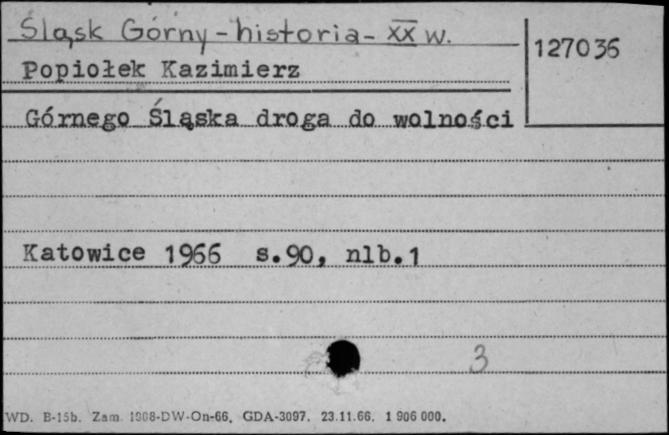 Śląsk Górny - historia - XX w.
127036
Popiołek Kazimierz
Górnego Śląska droga do wolności
Katowice 1966 s.90, nlb.1
3
WD. B-15b. Zam. 1908-DW-On-66. GDA-3097. 23.11.66. 1 906 000.